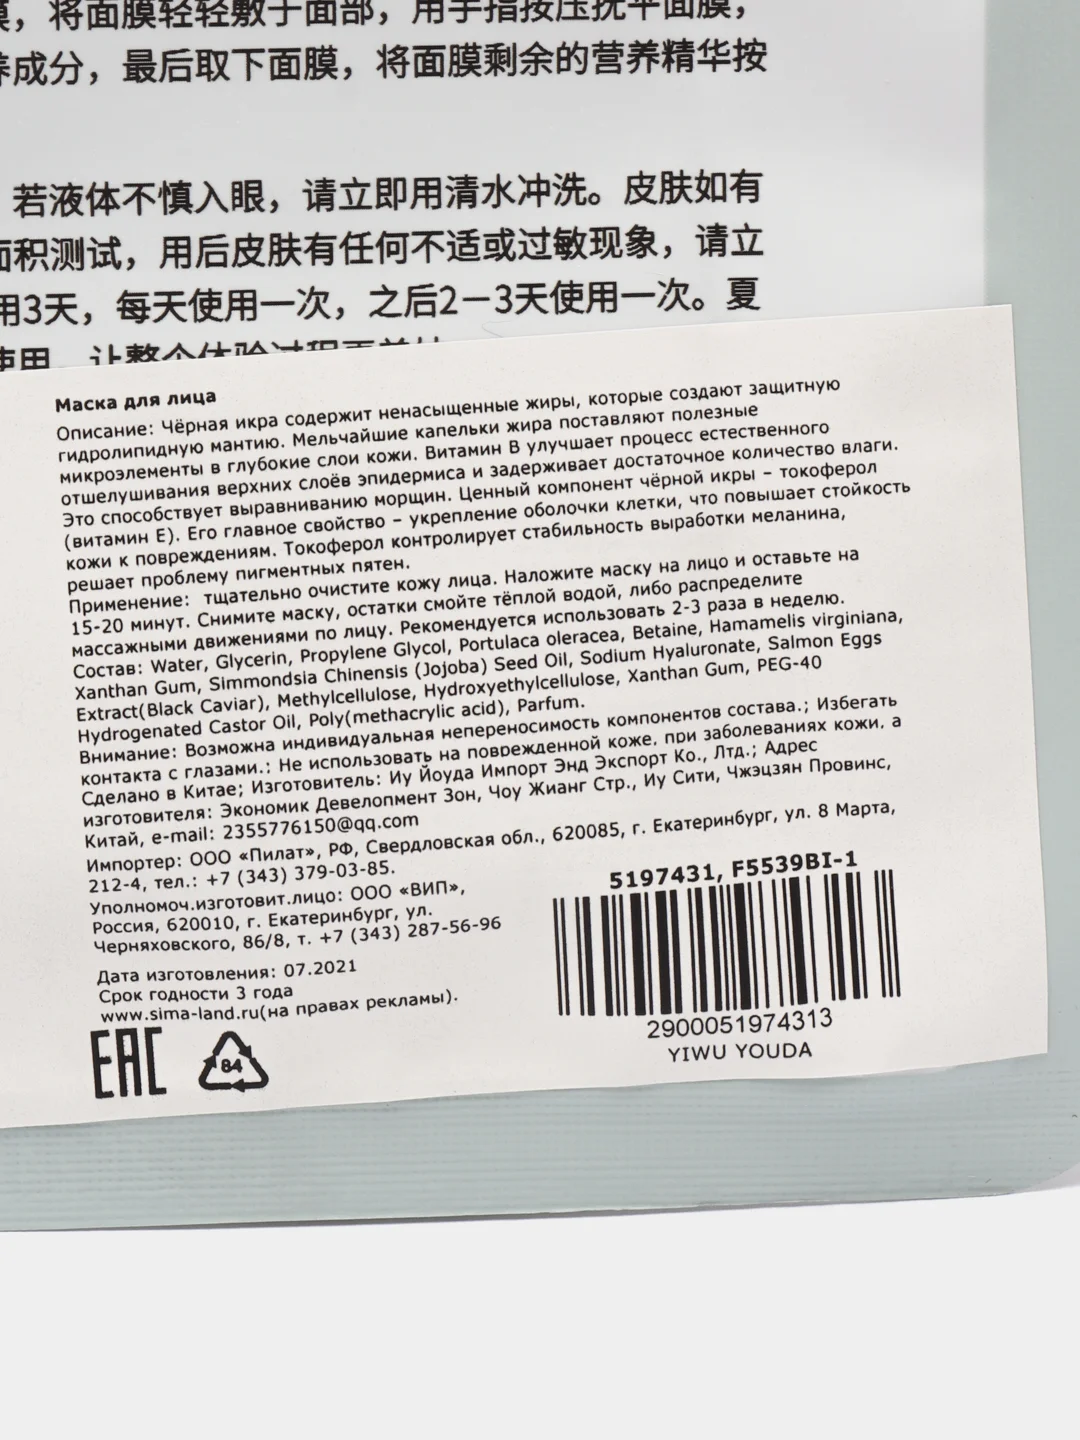 ，将面膜轻轻敷于面部，用手指按压抚平面膜，
养成分，最后取下面膜，将面膜剩余的营养精华按
若液体不慎入眼，请立即用清水冲洗。皮肤如有
面积测试，用后皮肤有任何不适或过敏现象，请立
用3天，每天使用一次，之后2－3天使用一次。夏
使用，让整个体验过程更美妙
Маска для лица
Описание: Чёрная икра содержит ненасыщенные жиры, которые создают защитную
гидролипидную мантию. Мельчайшие капельки жира поставляют полезные
микроэлементы в глубокие слои кожи. Витамин В улучшает процесс естественного
отшелушивания верхних слоёв эпидермиса и задерживает достаточное количество влаги.
Это способствует выравниванию морщин. Ценный компонент чёрной икры – токоферол
(витамин Е). Его главное свойство – укрепление оболочки клетки, что повышает стойкость
кожи к повреждениям. Токоферол контролирует стабильность выработки меланина,
решает проблему пигментных пятен.
Применение: тщательно очистите кожу лица. Наложите маску на лицо и оставьте на
15-20 минут. Снимите маску, остатки смойте тёплой водой, либо распределите
массажными движениями по лицу. Рекомендуется использовать 2-3 раза в неделю.
Состав: Water, Glycerin, Propylene Glycol, Portulaca oleracea, Betaine, Hamamelis virginiana,
Xanthan Gum, Simmondsia Chinensis (Jojoba) Seed Oil, Sodium Hyaluronate, Salmon Eggs
Extract(Black Caviar), Methylcellulose, Hydroxyethylcellulose, Xanthan Gum, PEG-40
Hydrogenated Castor Oil, Poly(methacrylic acid), Parfum.
Внимание: Возможна индивидуальная непереносимость компонентов состава.; Избегать
контакта с глазами.; Не использовать на поврежденной коже, при заболеваниях кожи, а
Сделано в Китае; Изготовитель: Иу Йоуда Импорт Энд Экспорт Ко., Лтд.; Адрес
изготовителя: Экономик Девелопмент Зон, Чоу Жианг Стр., Иу Сити, Чжэцзян Провинс,
Китай, e-mail: 2355776150@qq.com
Импортер: ООО «Пилат», РФ, Свердловская обл., 620085, г. Екатеринбург, ул. 8 Марта,
212-4, тел.: +7 (343) 379-03-85.
Уполномоч.изготовит.лицо: ООО «ВИП»,
Россия, 620010, г. Екатеринбург, ул.
Черняховского, 86/8, т. +7 (343) 287-56-96
Дата изготовления: 07.2021
Срок годности 3 года
www.sima-land.ru(на правах рекламы).
EAC
84
5197431, F5539BI-1
2900051974313
YIWU YOUDA